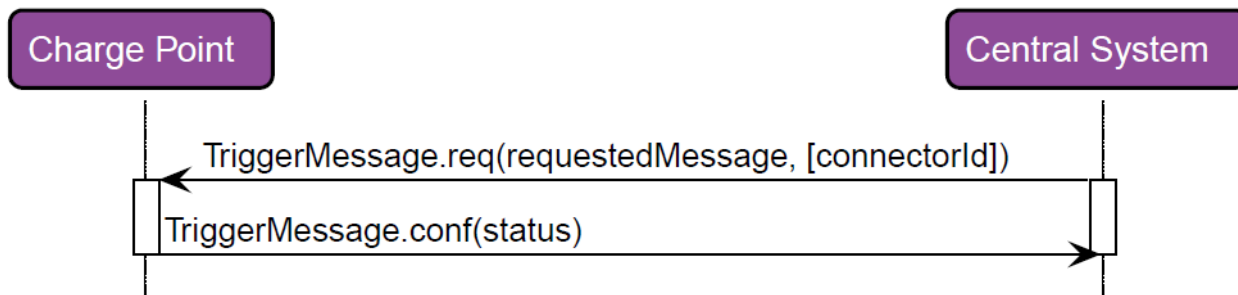 Charge Point
Central System
TriggerMessage.req(requestedMessage, [connectorId])
TriggerMessage.conf(status)